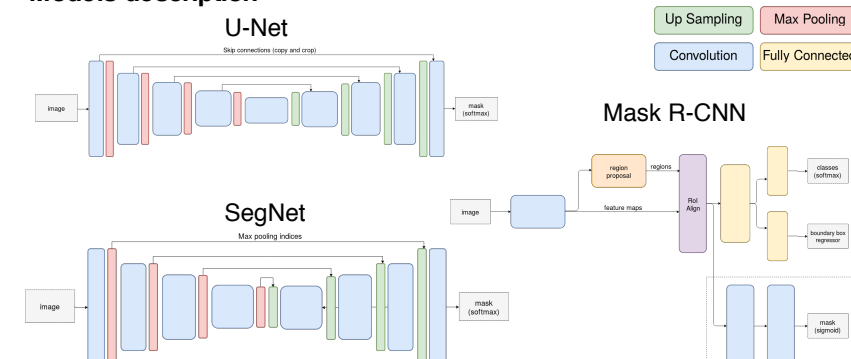 U-Net
Skip connections (copy and crop)
image
mask
(softmax)
Up Sampling
Max Pooling
Convolution
Fully Connected
Mask R-CNN
region
proposal
regions
feature maps
image
RoI
Align
classes
(softmax)
boundary box
regressor
mask
(sigmoid)
SegNet
Max pooling indices
image
mask
(softmax)